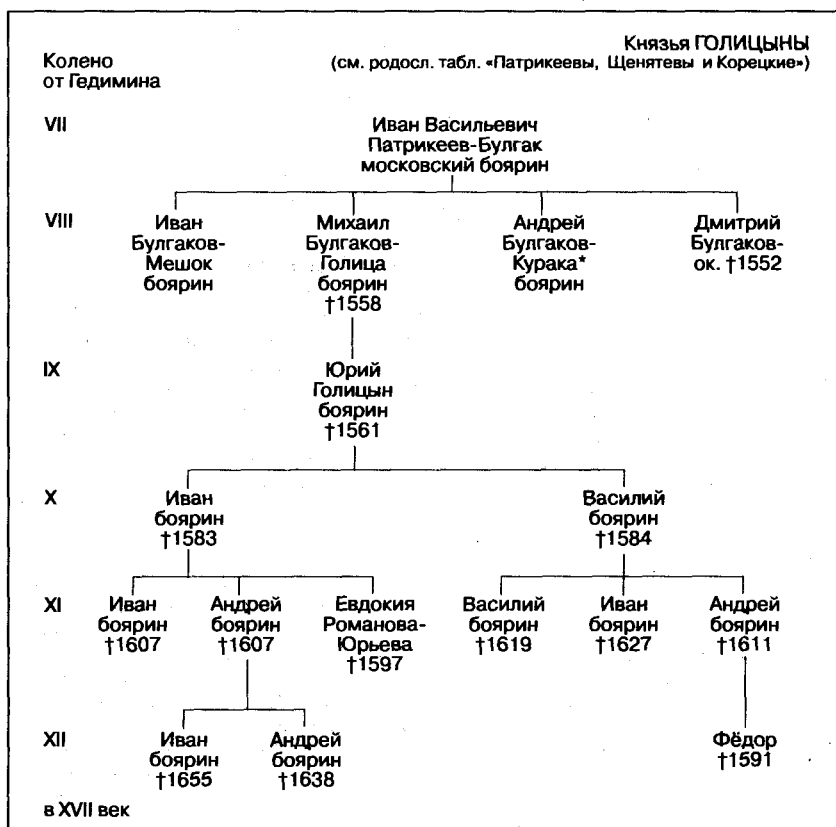 Князья ГОЛИЦЫНЫ
(см. родосл. табл. «Патрикеевы, Щенятевы и Корецкие»)
Колено
от Гедимина
VII
Иван Васильевич
Патрикеев-Булгак
московский боярин
VIII
Иван
Булгаков-
Мешок
боярин
Михаил
Булгаков-
Голица
боярин
†1558
Андрей
Булгаков-
Курака*
боярин
Дмитрий
Булгаков-
ок. †1552
IX
Юрий
Голицын
боярин
†1561
X
Иван
боярин
†1583
Василий
боярин
†1584
XI
Иван
боярин
†1607
Андрей
боярин
†1607
Евдокия
Романова-
Юрьева
†1597
Василий
боярин
†1619
Иван
боярин
†1627
Андрей
боярин
†1611
XII
Иван
боярин
†1655
Андрей
боярин
†1638
Фёдор
†1591
в XVII век